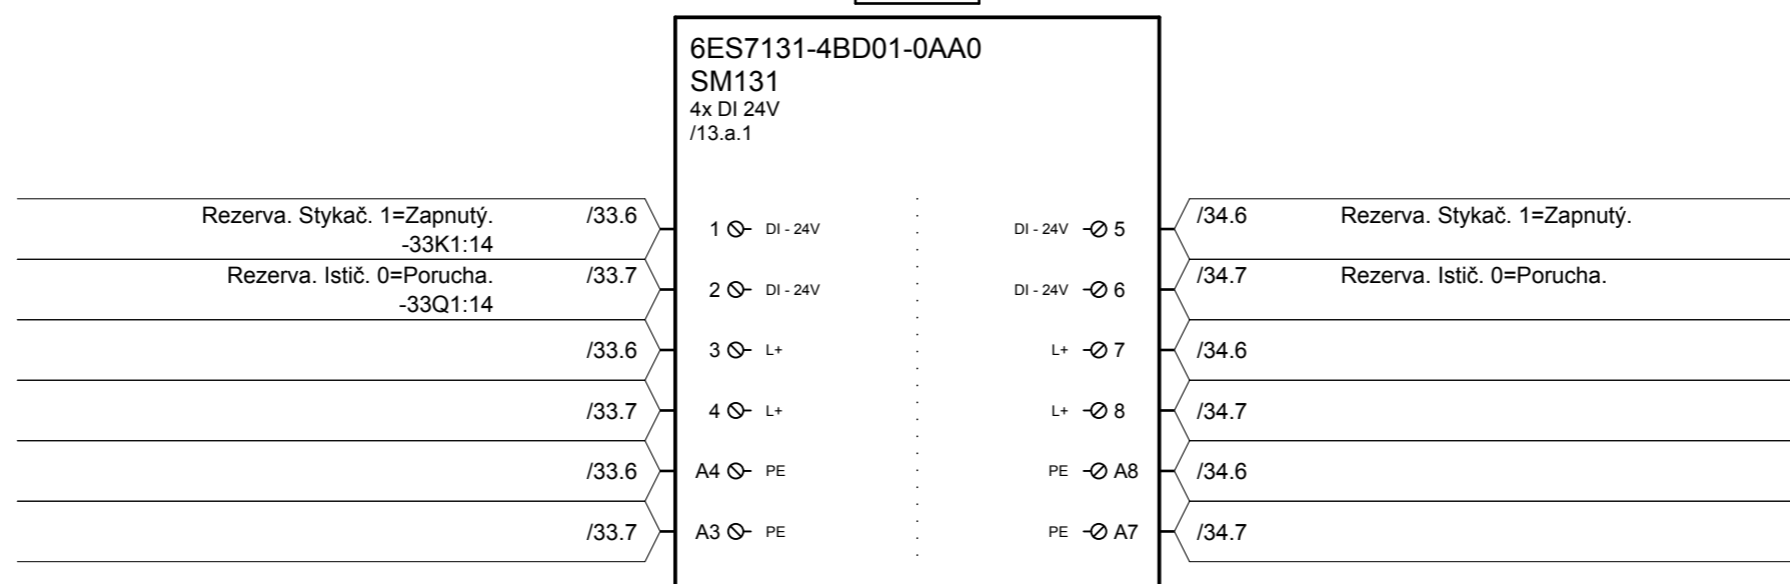 6ES7131-4BD01-0AA0
SM131
4x DI 24V
/13.a.1
Rezerva. Stykač. 1=Zapnutý. /33.6 1 DI - 24V DI - 24V 5 /34.6 Rezerva. Stykač. 1=Zapnutý.
-33K1:14
Rezerva. Istič. 0=Porucha. /33.7 2 DI - 24V DI - 24V 6 /34.7 Rezerva. Istič. 0=Porucha.
-33Q1:14
/33.6 3 L+ L+ 7 /34.6
/33.7 4 L+ L+ 8 /34.7
/33.6 A4 PE PE A8 /34.6
/33.7 A3 PE PE A7 /34.7